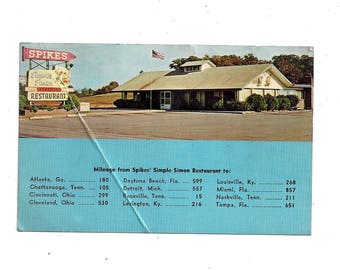 SPIKES
Simple
Simon
RESTAURANT
Mileage from Spikes' Simple Simon Restaurant to:
Atlanta, Ga. 180 Daytona Beach, Fla. 599 Louisville, Ky. 268
Chattanooga, Tenn. 105 Detroit, Mich. 557 Miami, Fla. 857
Cincinnati, Ohio 299 Knoxville, Tenn. 15 Nashville, Tenn. 211
Cleveland, Ohio 530 Lexington, Ky. 216 Tampa, Fla. 651